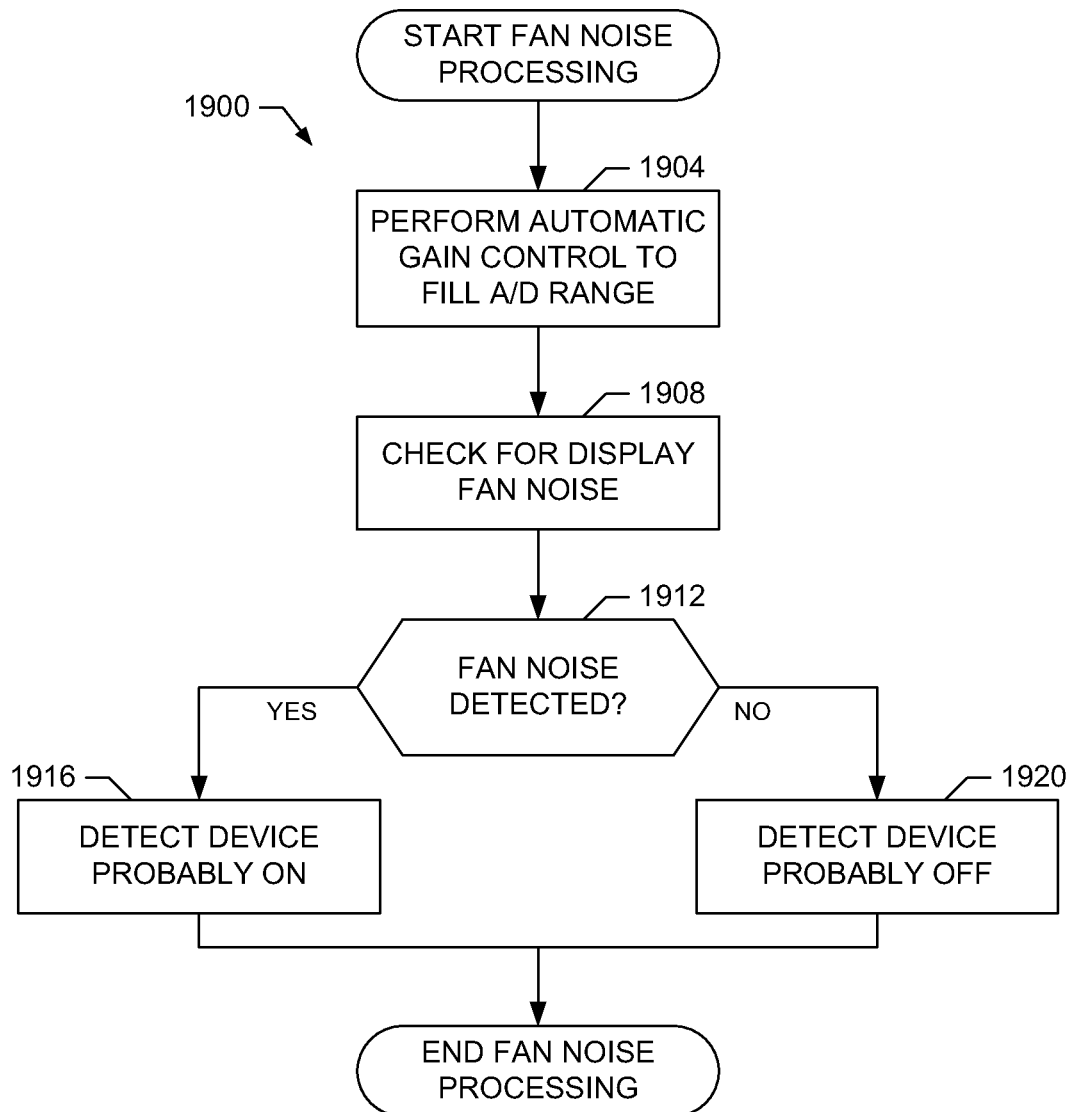 START FAN NOISE
PROCESSING
1900
1904
PERFORM AUTOMATIC
GAIN CONTROL TO
FILL A/D RANGE
1908
CHECK FOR DISPLAY
FAN NOISE
1912
FAN NOISE
DETECTED?
YES
NO
1916
DETECT DEVICE
PROBABLY ON
1920
DETECT DEVICE
PROBABLY OFF
END FAN NOISE
PROCESSING